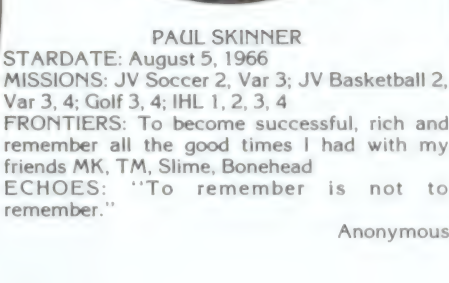 PAUL SKINNER
STARDATE: August 5, 1966
MISSIONS: JV Soccer 2, Var 3; JV Basketball 2,
Var 3, 4; Golf 3, 4; IHL 1, 2, 3, 4
FRONTIERS: To become successful, rich and
remember all the good times I had with my
friends MK, TM, Slime, Bonehead
ECHOES: ''To remember is not to
remember.''
Anonymous